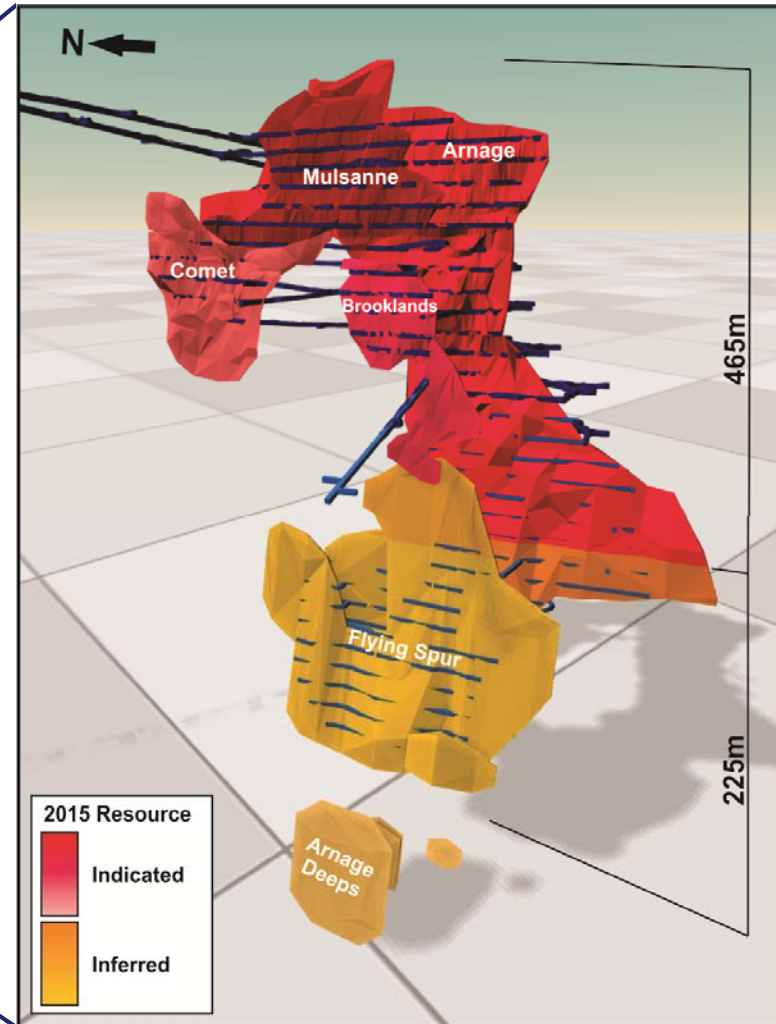 N
Arnage
Mulsanne
Comet
Brooklands
465m
Flying Spur
225m
Arnage
Deeps
2015 Resource
Indicated
Inferred